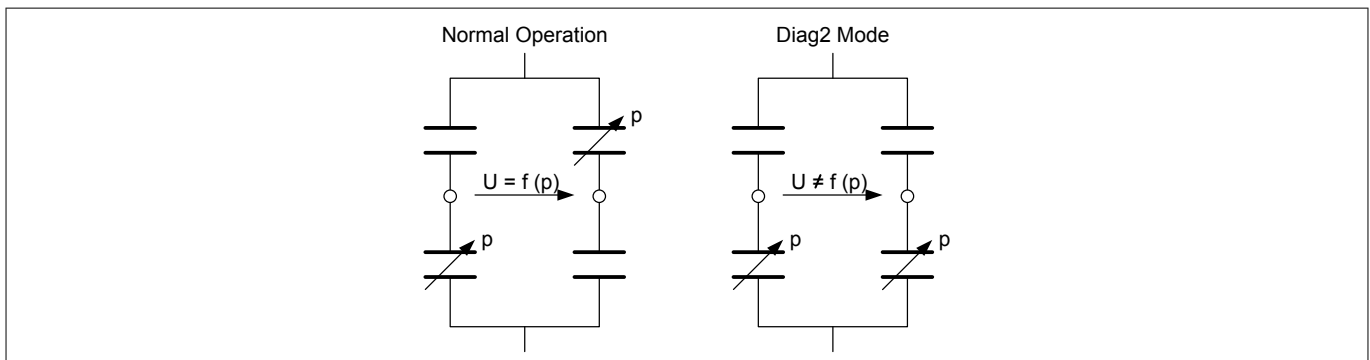 Normal Operation
Diag2 Mode
p
U = f (p)
U ≠ f (p)
p
p
p